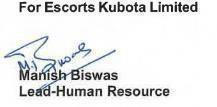 For Escorts Kubota Limited
Manish Biswas
Lead-Human Resource